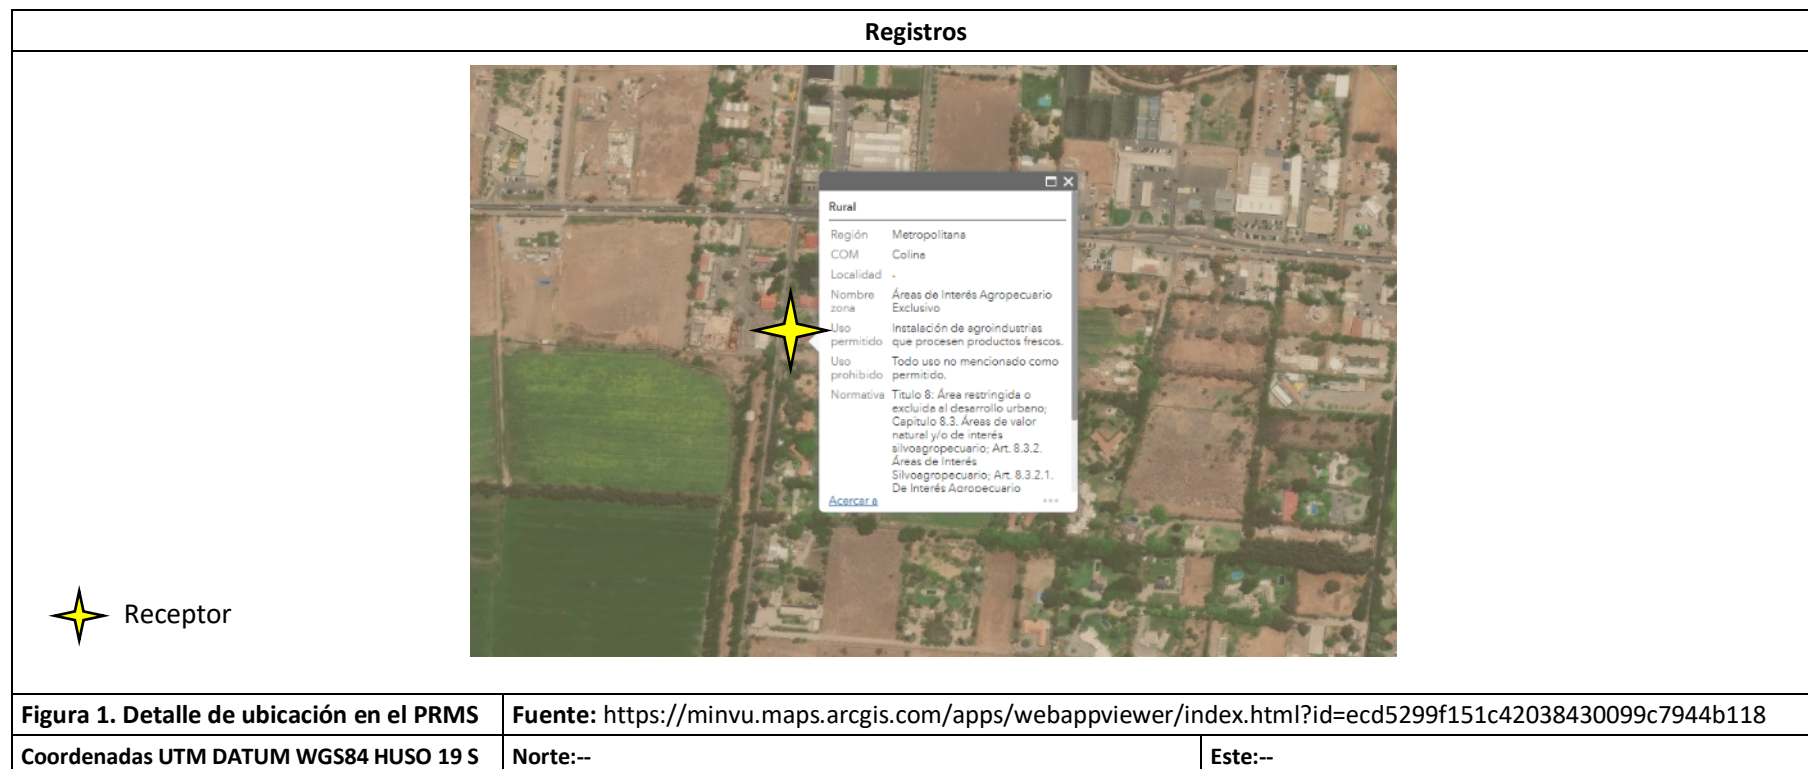 Registros
Rural
Región Metropolitana
COM Colina
Localidad -
Nombre zona Áreas de Interés Agropecuario Exclusivo
Uso permitido Instalación de agroindustrias que procesen productos frescos.
Uso prohibido Todo uso no mencionado como permitido.
Normativa Titulo 8: Área restringida o
excluida al desarrollo urbano;
Capitulo 8.3. Áreas de valor
natural y/o de interés
silvoagropecuario; Art. 8.3.2.
Áreas de Interés
Silvoagropecuario; Art. 8.3.2.1.
De Interés Agropecuario
Acercar a
Receptor
Figura 1. Detalle de ubicación en el PRMS Fuente: https://minvu.maps.arcgis.com/apps/webappviewer/index.html?id=ecd5299f151c42038430099c7944b118
Coordenadas UTM DATUM WGS84 HUSO 19 S Norte:-- Este:--